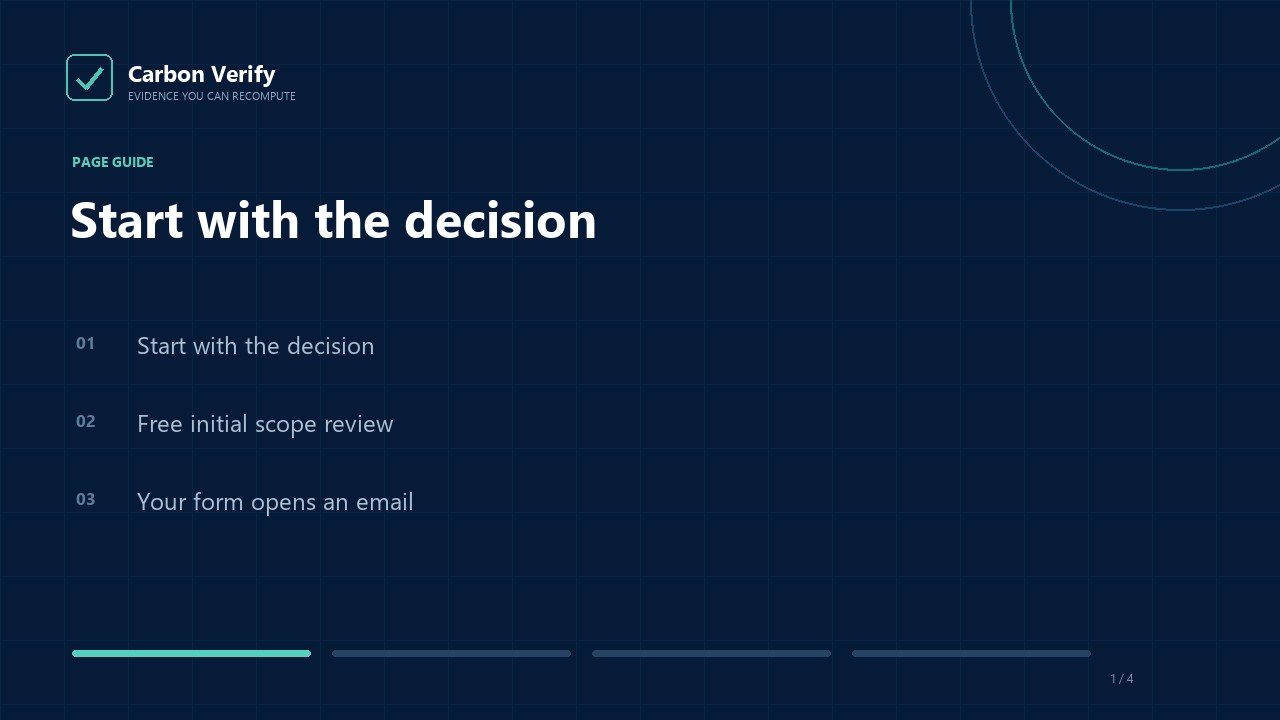 Carbon Verify
EVIDENCE YOU CAN RECOMPUTE
PAGE GUIDE
Start with the decision
01 Start with the decision
02 Free initial scope review
03 Your form opens an email
1 / 4